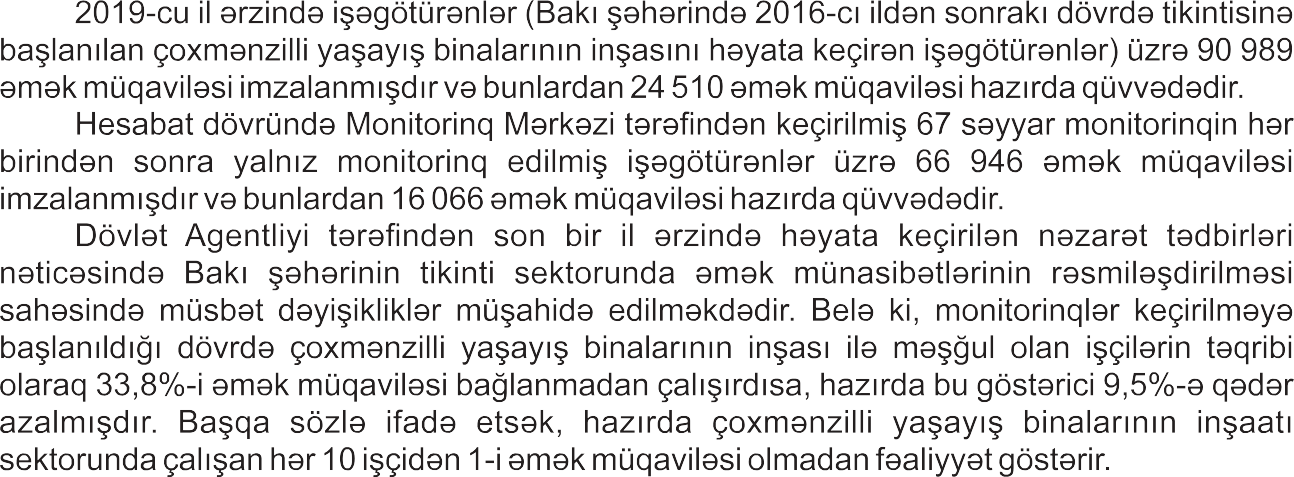 2019-cu il ərzində işəgötürənlər (Bakı şəhərində 2016-cı ildən sonrakı dövrdə tikintisinə
başlanılan çoxmənzilli yaşayış binalarının inşasını həyata keçirən işəgötürənlər) üzrə 90 989
əmək müqaviləsi imzalanmışdır və bunlardan 24 510 əmək müqaviləsi hazırda qüvvədədir.
Hesabat dövründə Monitorinq Mərkəzi tərəfindən keçirilmiş 67 səyyar monitorinqin hər
birindən sonra yalnız monitorinq edilmiş işəgötürənlər üzrə 66 946 əmək müqaviləsi
imzalanmışdır və bunlardan 16 066 əmək müqaviləsi hazırda qüvvədədir.
Dövlət Agentliyi tərəfindən son bir il ərzində həyata keçirilən nəzarət tədbirləri
nəticəsində Bakı şəhərinin tikinti sektorunda əmək münasibətlərinin rəsmiləşdirilməsi
sahəsində müsbət dəyişikliklər müşahidə edilməkdədir. Belə ki, monitorinqlər keçirilməyə
başlanıldığı dövrdə çoxmənzilli yaşayış binalarının inşası ilə məşğul olan işçilərin təqribi
olaraq 33,8%-i əmək müqaviləsi bağlanmadan çalışırdısa, hazırda bu göstərici 9,5%-ə qədər
azalmışdır. Başqa sözlə ifadə etsək, hazırda çoxmənzilli yaşayış binalarının inşaatı
sektorunda çalışan hər 10 işçidən 1-i əmək müqaviləsi olmadan fəaliyyət göstərir.